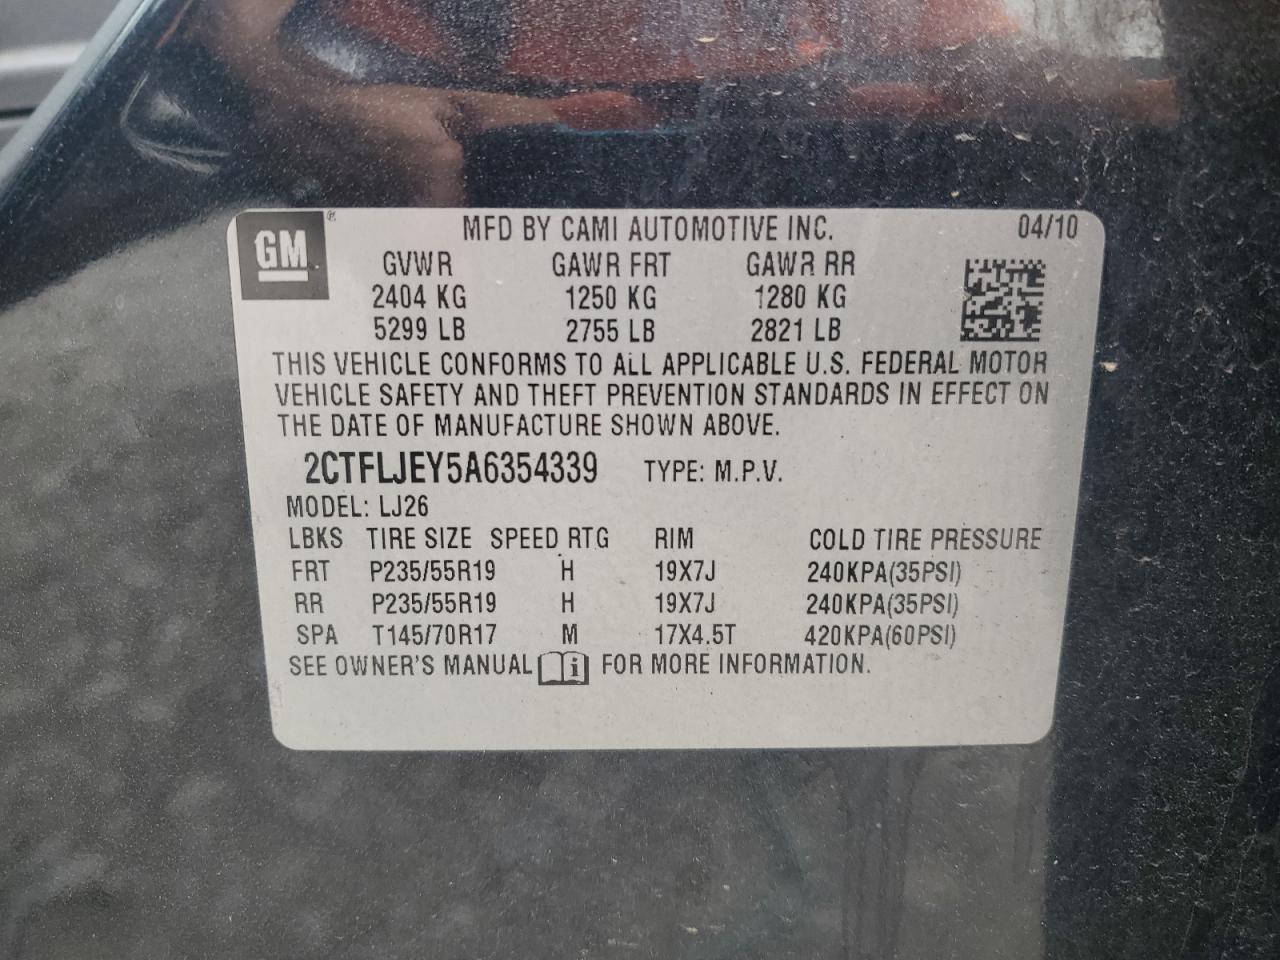 GM ® MFD BY CAMI AUTOMOTIVE INC. 04/10
GVWR GAWR FRT GAWR RR
2404 KG 1250 KG 1280 KG
5299 LB 2755 LB 2821 LB
THIS VEHICLE CONFORMS TO ALL APPLICABLE U.S. FEDERAL MOTOR
VEHICLE SAFETY AND THEFT PREVENTION STANDARDS IN EFFECT ON
THE DATE OF MANUFACTURE SHOWN ABOVE.
2CTFLJEY5A6354339 TYPE: M.P.V.
MODEL: LJ26
LBKS TIRE SIZE SPEED RTG RIM COLD TIRE PRESSURE
FRT P235/55R19 H 19X7J 240KPA(35PSI)
RR P235/55R19 H 19X7J 240KPA(35PSI)
SPA T145/70R17 M 17X4.5T 420KPA(60PSI)
SEE OWNER'S MANUAL i FOR MORE INFORMATION.